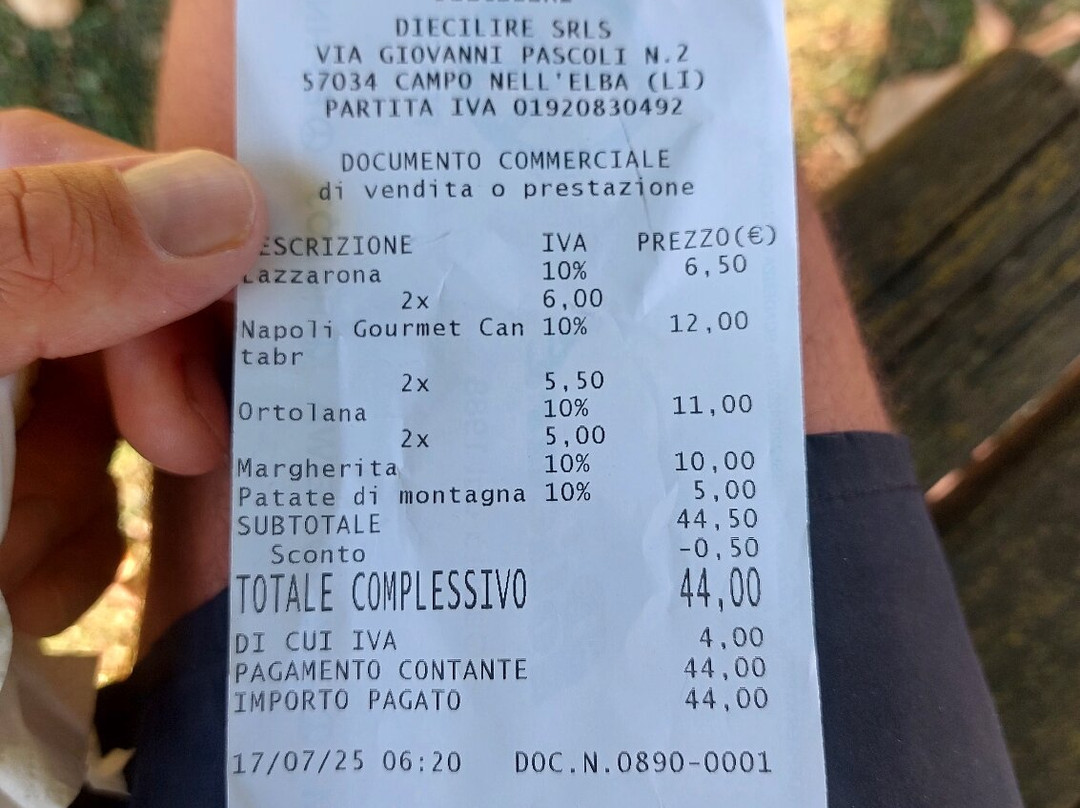 DIECILIRE SRLS
VIA GIOVANNI PASCOLI N.2
57034 CAMPO NELL'ELBA (LI)
PARTITA IVA 01920830492
DOCUMENTO COMMERCIALE
di vendita o prestazione
ESCRIZIONE IVA PREZZO(€)
Lazzarona 10% 6,50
2x 6,00
Napoli Gourmet Can 10% 12,00
tabr
2x 5,50
Ortolana 10% 11,00
2x 5,00
Margherita 10% 10,00
Patate di montagna 10% 5,00
SUBTOTALE 44,50
Sconto -0,50
TOTALE COMPLESSIVO 44,00
DI CUI IVA 4,00
PAGAMENTO CONTANTE 44,00
IMPORTO PAGATO 44,00
17/07/25 06:20 DOC.N.0890-0001